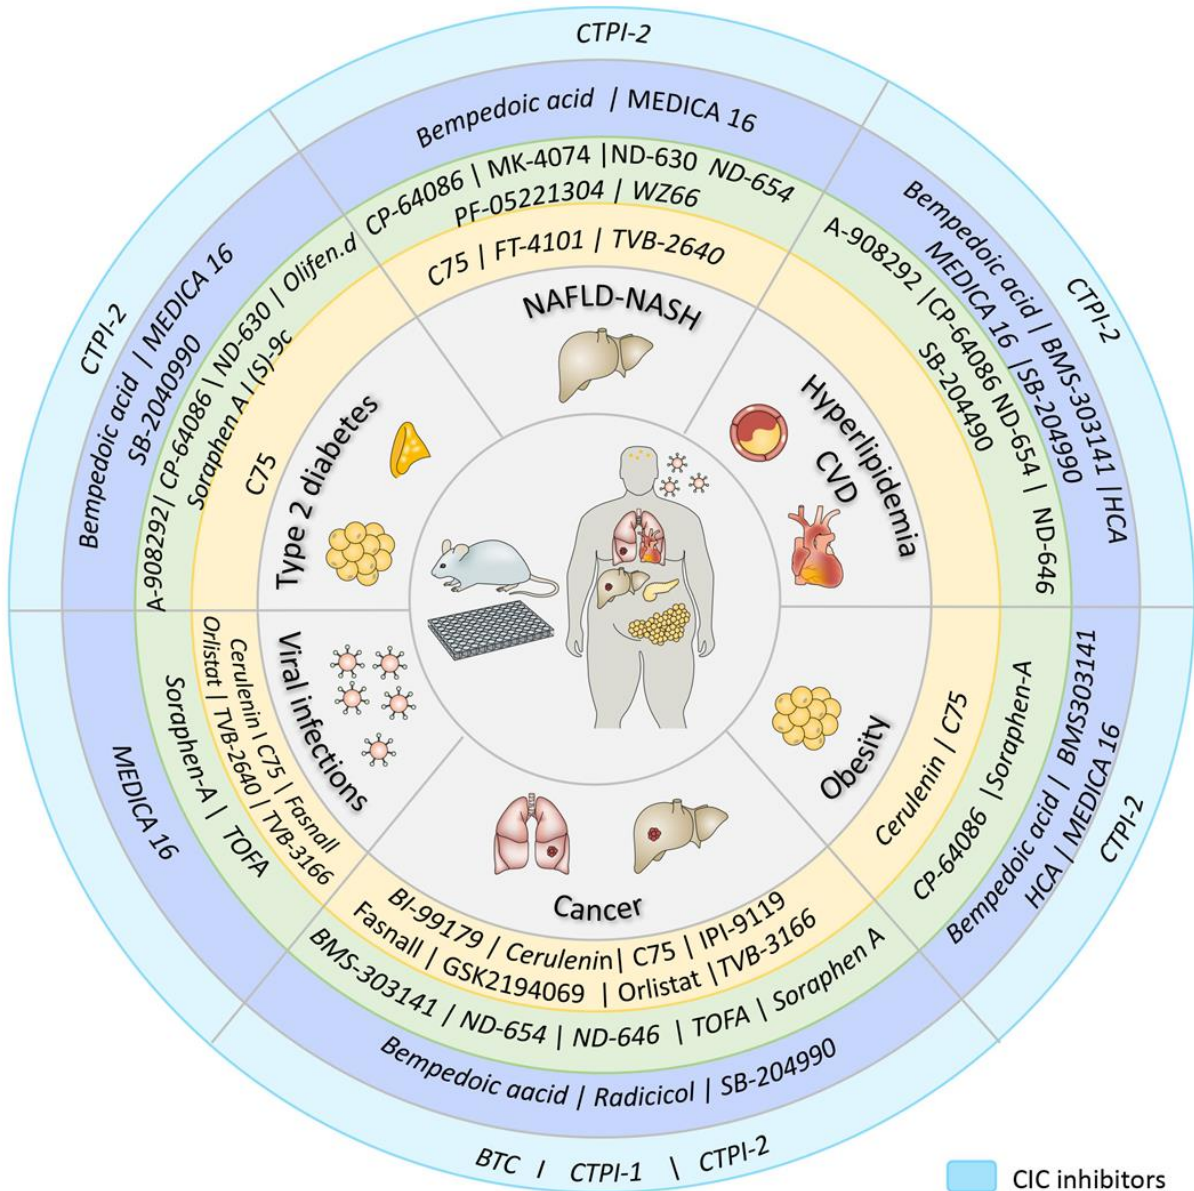 CTPI-2
Bempedoic acid | MEDICA 16
CP-64086 | MK-4074 |ND-630 ND-654
PF-05221304 | WZ66
C75 | FT-4101 | TVB-2640
NAFLD-NASH
CTPI-2
Bempedoic acid | BMS-303141 |HCA
MEDICA 16 |SB-204990
A-908292 |CP-64086 ND-654 | ND-646
SB-204490
Hyperlipidemia
CVD
CTPI-2
Bempedoic acid | BMS303141
HCA | MEDICA 16
CP-64086 |Soraphen-A
Cerulenin | C75
Obesity
Cancer
BI-99179 | Cerulenin| C75 | IPI-9119
Fasnall | GSK2194069 | Orlistat |TVB-3166
BMS-303141 | ND-654 | ND-646 | TOFA | Soraphen A
Bempedoic aacid | Radicicol | SB-204990
BTC I CTPI-1 \ CTPI-2
Viral infections
Cerulenin I C75 | Fasnall
Orlistat | TVB-2640 | TVB-3166
Soraphen-A | TOFA
MEDICA 16
CTPI-2
Bempedoic acid | MEDICA 16
SB-2040990
A-908292| CP-64086 \ ND-630 | Olifen.d
Soraphen A I (S)-9c
C75
Type 2 diabetes
CIC inhibitors